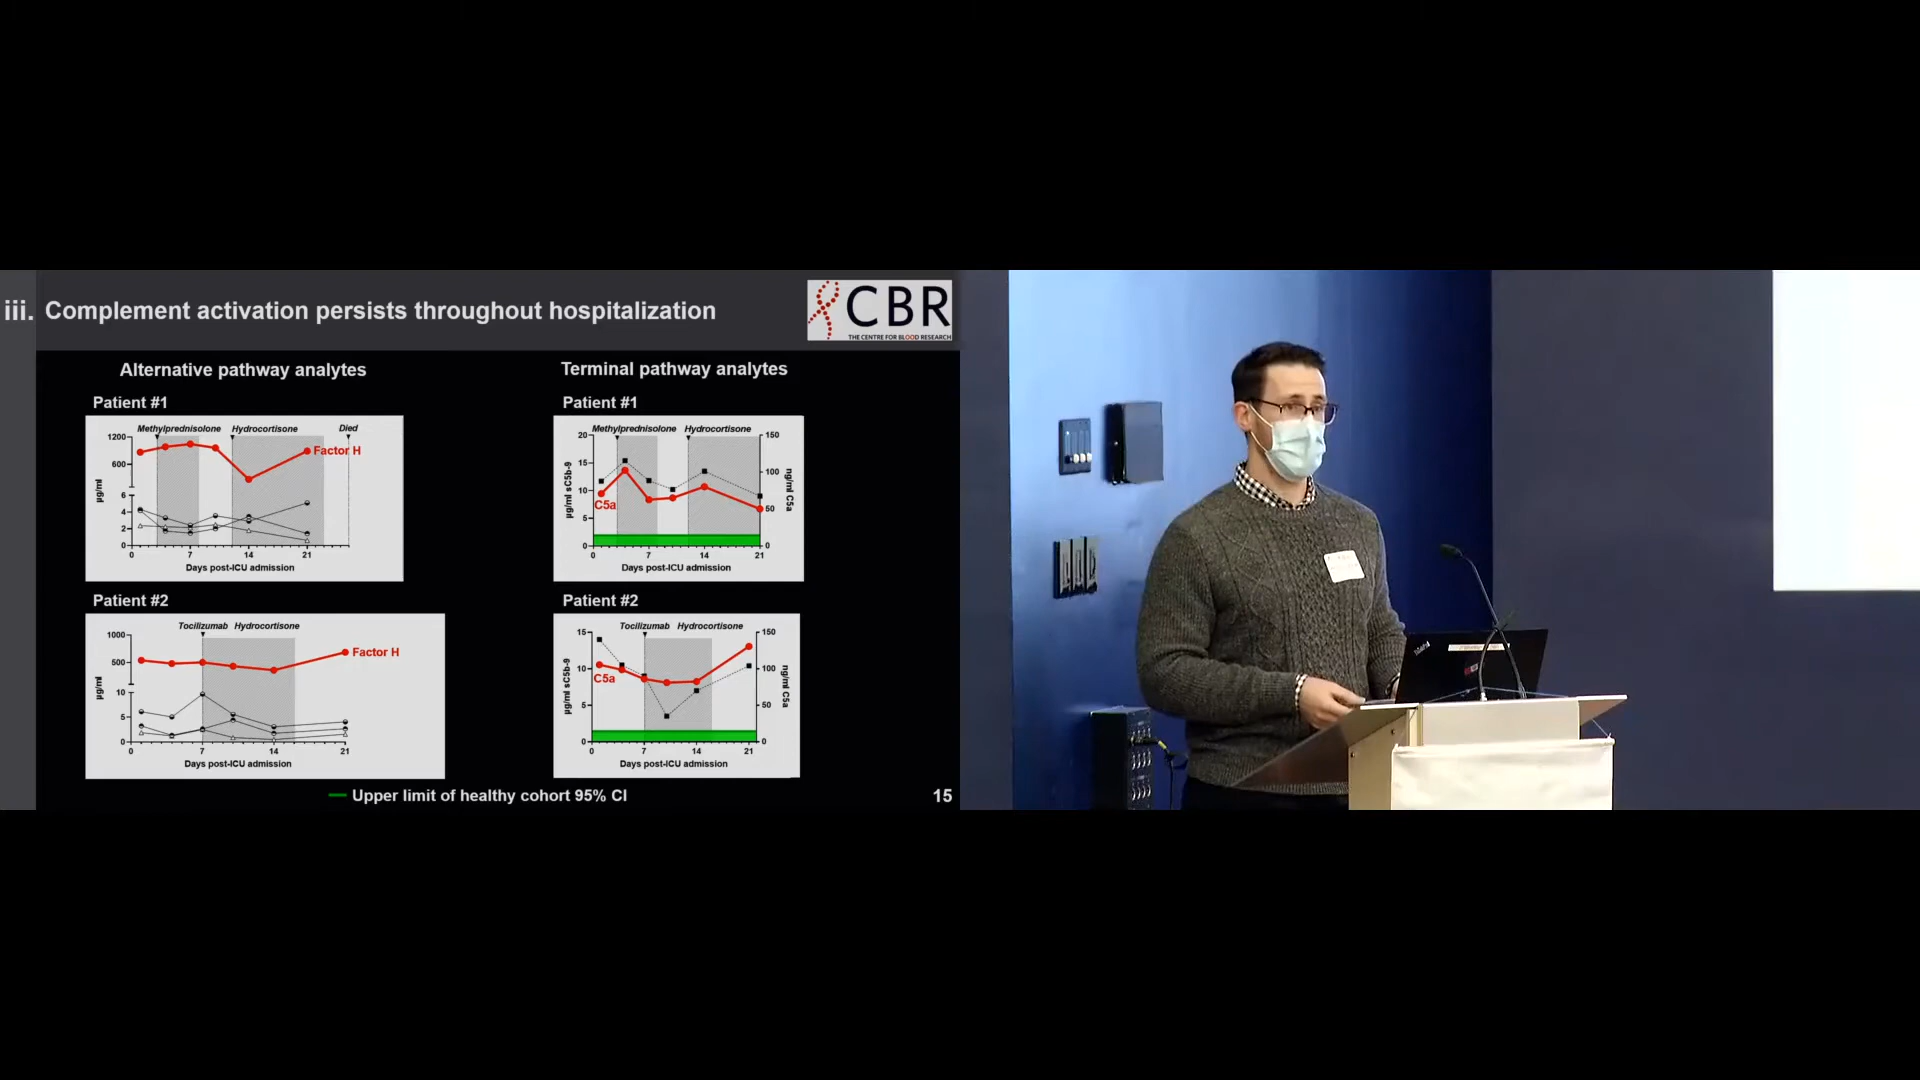 iii. Complement activation persists throughout hospitalization
CBR
THE CENTRE FOR BLOOD RESEARCH
Alternative pathway analytes
Terminal pathway analytes
Patient #1
Methylprednisolone Hydrocortisone Died
1200
600
6
4
2
0
µg/ml
Factor H
0 7 14 21
Days post-ICU admission
Patient #1
Methylprednisolone Hydrocortisone
20
15
10
5
0
µg/ml sC5b-9
C5a
150
100
50
0
ng/ml C5a
0 7 14 21
Days post-ICU admission
Patient #2
Tocilizumab Hydrocortisone
1000
500
10
5
0
µg/ml
Factor H
0 7 14 21
Days post-ICU admission
Patient #2
Tocilizumab Hydrocortisone
15
10
5
0
µg/ml sC5b-9
C5a
150
100
50
0
ng/ml C5a
0 7 14 21
Days post-ICU admission
Upper limit of healthy cohort 95% CI
15